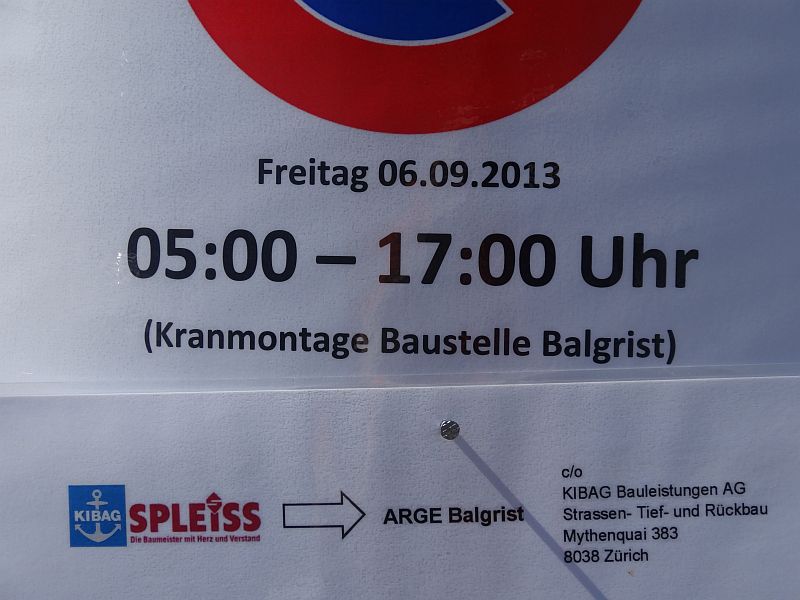 Freitag 06.09.2013
05:00 – 17:00 Uhr
(Kranmontage Baustelle Balgrist)
KIBAG
SPLEISS
Die Baumeister mit Herz und Verstand
ARGE Balgrist
c/o
KIBAG Bauleistungen AG
Strassen- Tief- und Rückbau
Mythenquai 383
8038 Zürich